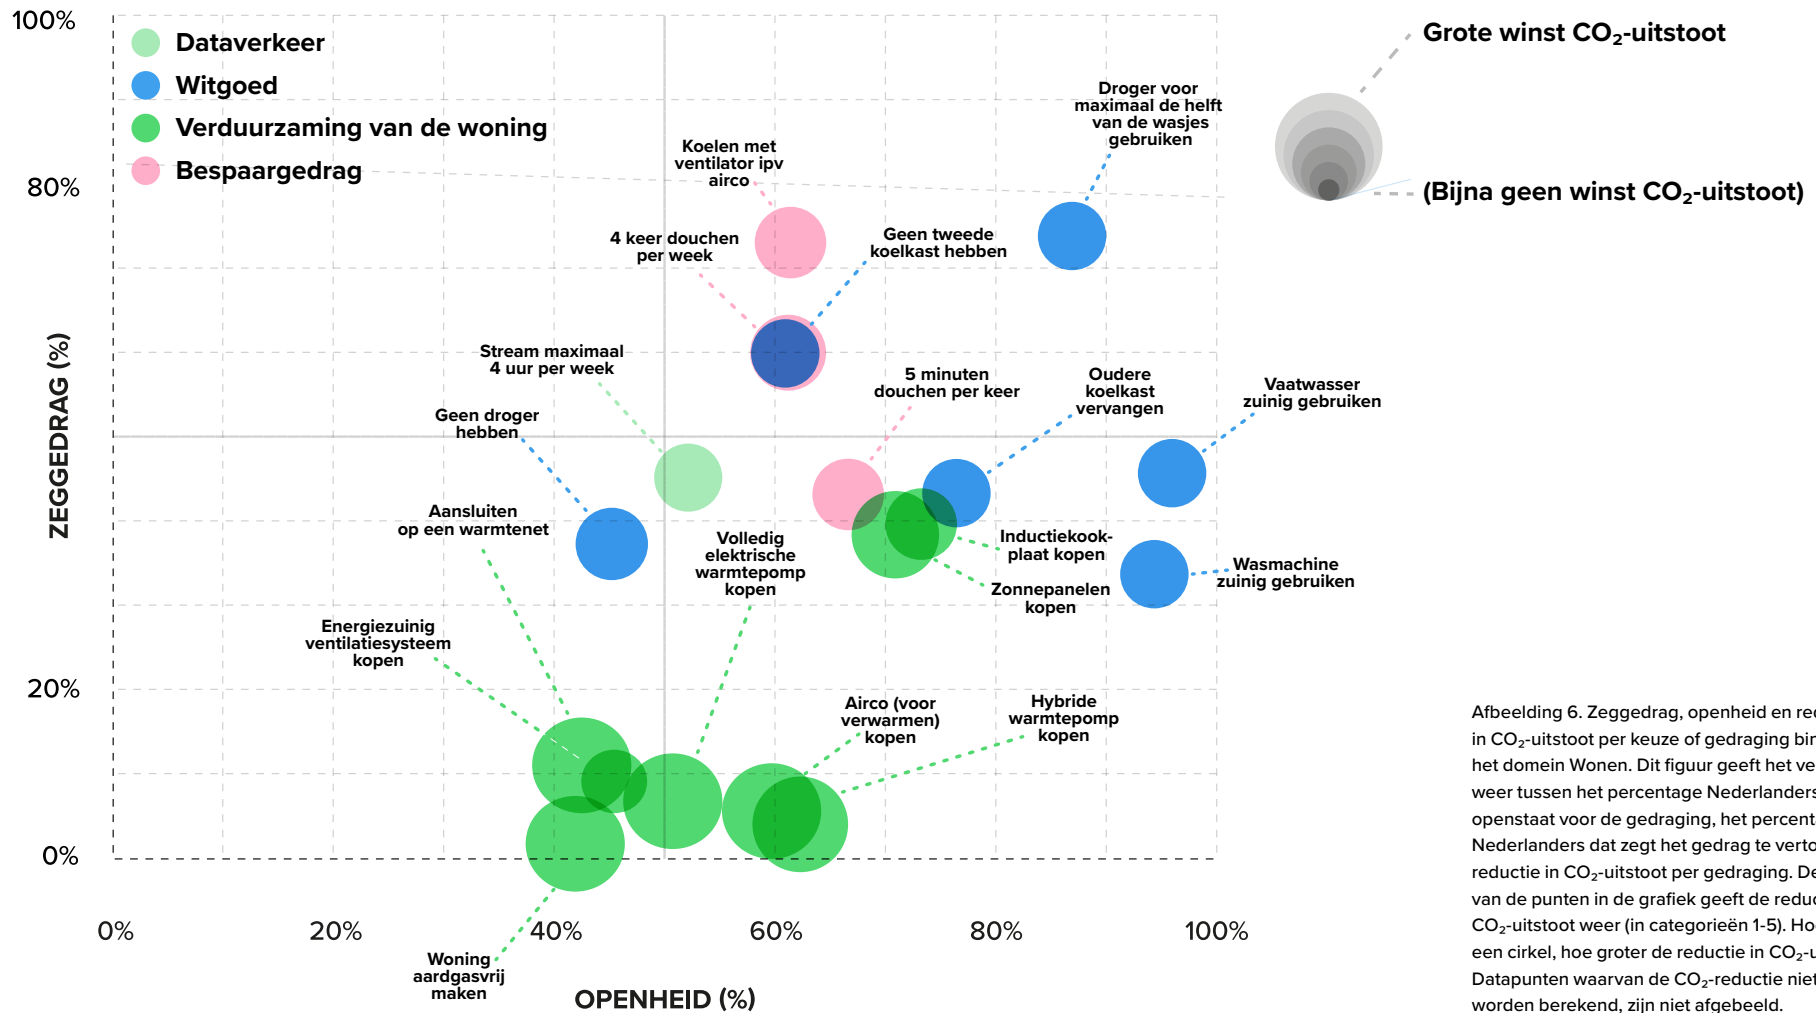 100%
80%
20%
0%
ZEGGEDRAG (%)
Dataverkeer
Witgoed
Verduurzaming van de woning
Bespaargedrag
Grote winst CO₂-uitstoot
(Bijna geen winst CO₂-uitstoot)
Droger voor
maximaal de helft
van de wasjes
gebruiken
Koelen met
ventilator ipv
airco
4 keer douchen
per week
Geen tweede
koelkast hebben
Stream maximaal
4 uur per week
5 minuten
douchen per keer
Oudere
koelkast
vervangen
Vaatwasser
zuinig gebruiken
Geen droger
hebben
Aansluiten
op een warmtenet
Volledig
elektrische
warmtepomp
kopen
Inductiekook-
plaat kopen
Zonnepanelen
kopen
Wasmachine
zuinig gebruiken
Energiezuinig
ventilatiesysteem
kopen
Airco (voor
verwarmen)
kopen
Hybride
warmtepomp
kopen
Woning
aardgasvrij
maken
0%
20%
40%
60%
80%
100%
OPENHEID (%)
Afbeelding 6. Zeggedrag, openheid en
in CO₂-uitstoot per keuze of gedraging
het domein Wonen. Dit figuur geeft het
weer tussen het percentage Nederlanders
openstaat voor de gedraging, het
Nederlanders dat zegt het gedrag te
reductie in CO₂-uitstoot per gedraging. De
van de punten in de grafiek geeft de
CO₂-uitstoot weer (in categorieën 1-5).
een cirkel, hoe groter de reductie in
Datapunten waarvan de CO₂-reductie niet
worden berekend, zijn niet afgebeeld.